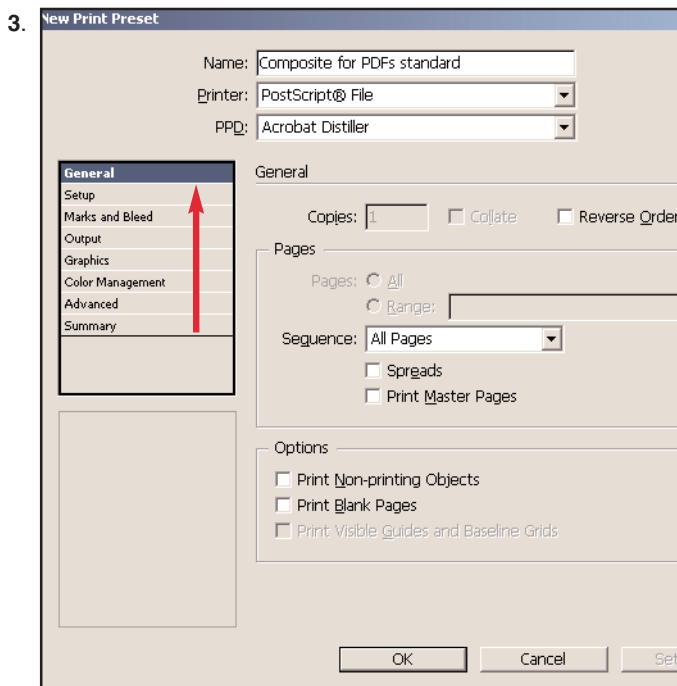 3.
New Print Preset
Name: Composite for PDFs standard
Printer: PostScript® File
PPD: Acrobat Distiller
General
Setup
Marks and Bleed
Output
Graphics
Color Management
Advanced
Summary
General
Copies: 1 Collate Reverse Order
Pages
Pages: All
Range:
Sequence: All Pages
Spreads
Print Master Pages
Options
Print Non-printing Objects
Print Blank Pages
Print Visible Guides and Baseline Grids
OK Cancel Set